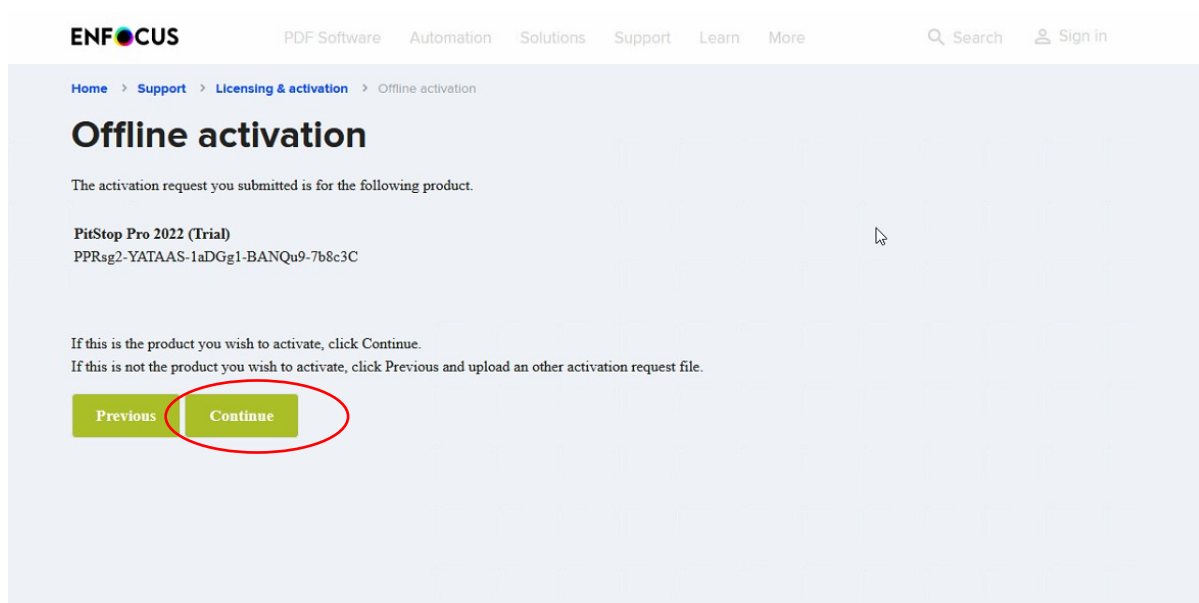 ENFOCUS PDF Software Automation Solutions Support Learn More Search Sign in
Home > Support > Licensing & activation > Offline activation
Offline activation
The activation request you submitted is for the following product.
PitStop Pro 2022 (Trial)
PPRsg2-YATAAS-1aDGg1-BANQu9-7b8c3C
If this is the product you wish to activate, click Continue.
If this is not the product you wish to activate, click Previous and upload an other activation request file.
Previous Continue